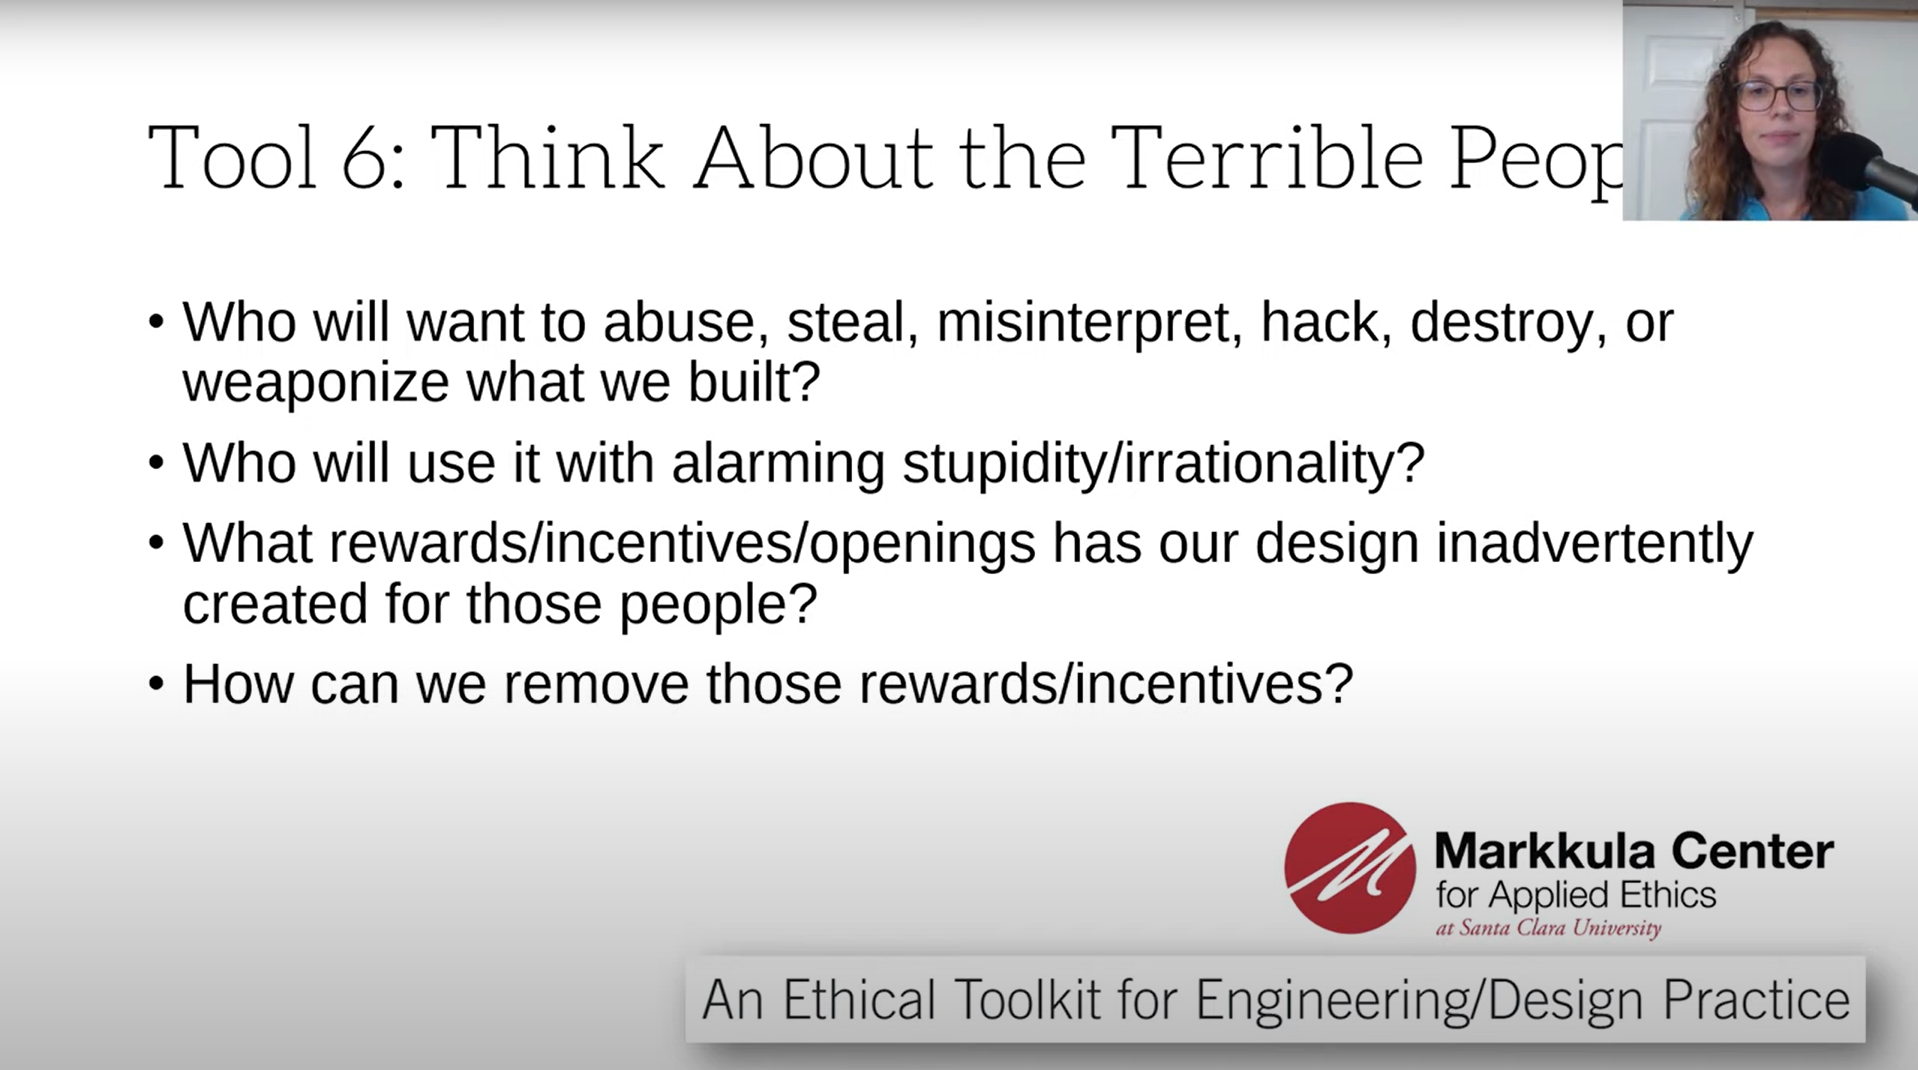 Tool 6: Think About the Terrible Peop
• Who will want to abuse, steal, misinterpret, hack, destroy, or
weaponize what we built?
• Who will use it with alarming stupidity/irrationality?
• What rewards/incentives/openings has our design inadvertently
created for those people?
• How can we remove those rewards/incentives?
Markkula Center
for Applied Ethics
at Santa Clara University
An Ethical Toolkit for Engineering/Design Practice